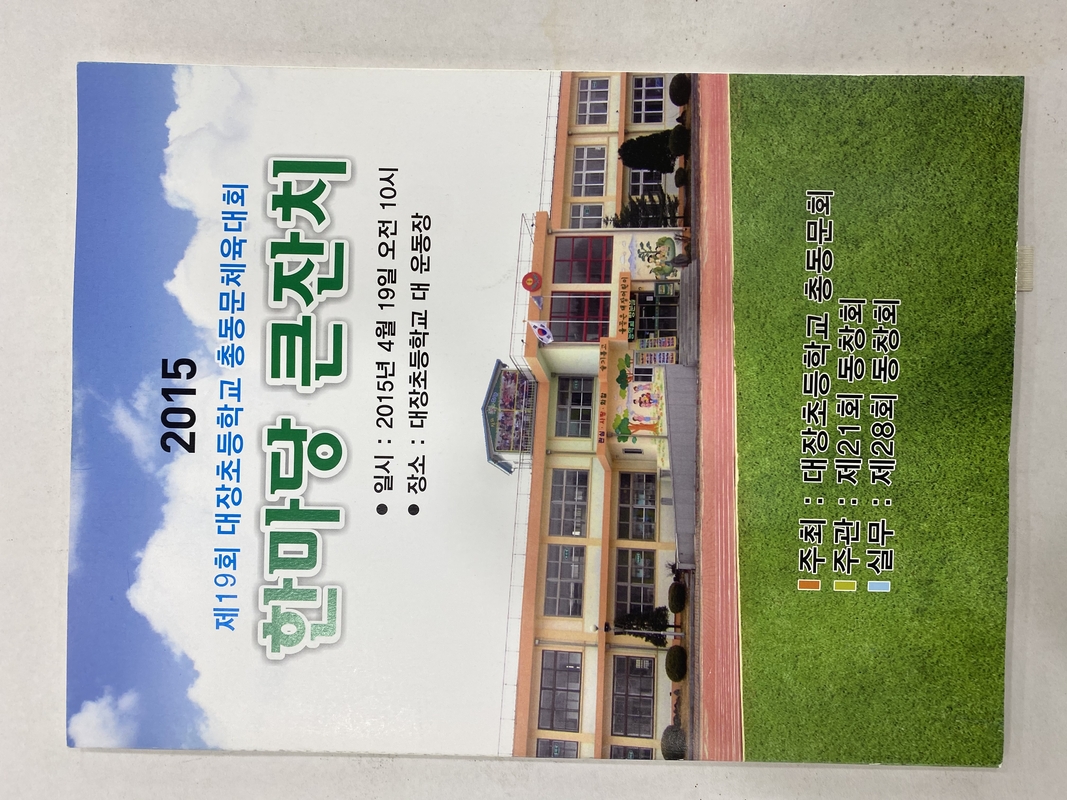 2015
제19회 대장초등학교 총동문체육대회
한마당 큰잔치
● 일시 : 2015년 4월 19일 오전 10시
● 장소 : 대장초등학교 대 운동장
주최 : 대장초등학교 총동문회
주관 : 제21회 동창회
실무 : 제28회 동창회